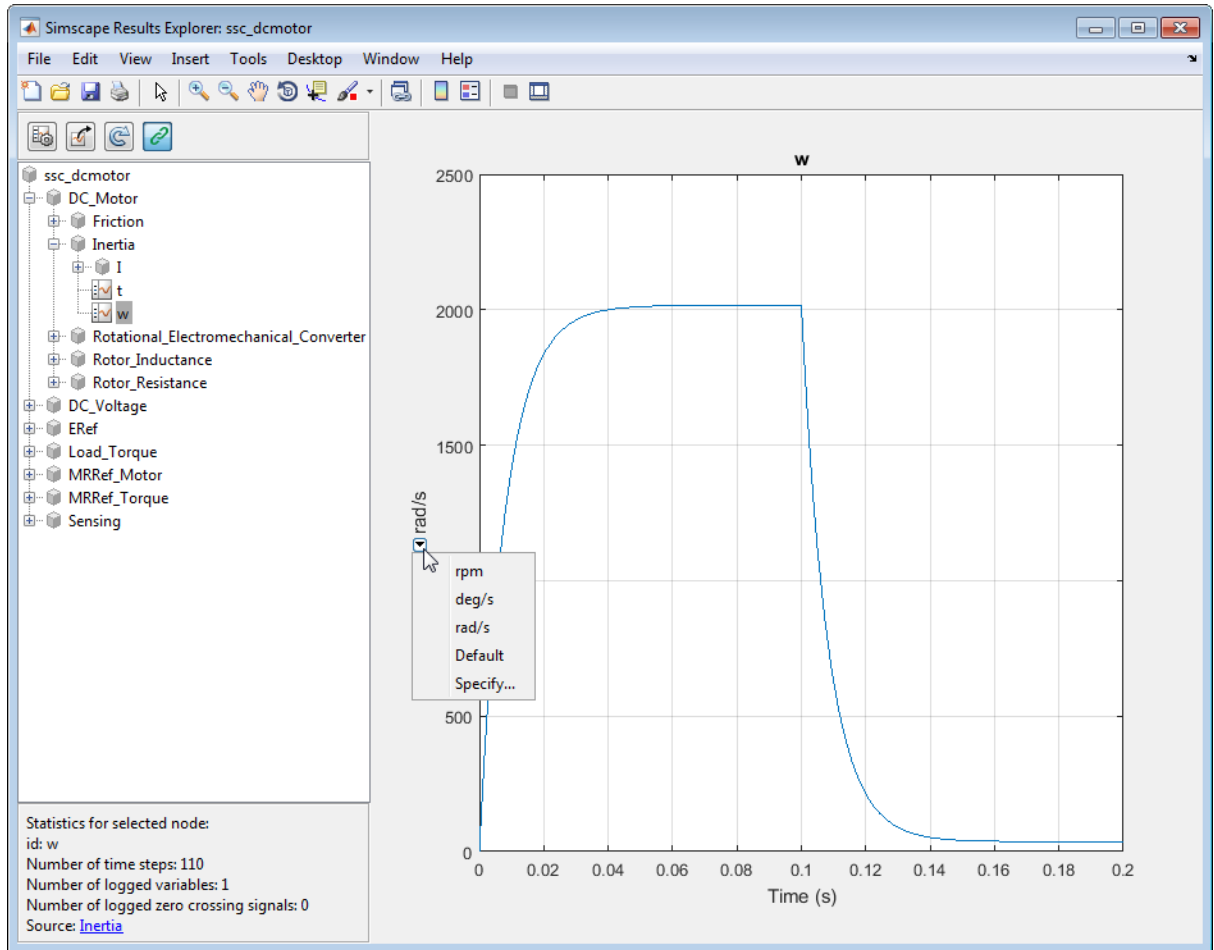 Simscape Results Explorer: ssc_dcmotor
File Edit View Insert Tools Desktop Window Help
ssc_dcmotor
DC_Motor
Friction
Inertia
I
t
w
Rotational_Electromechanical_Converter
Rotor_Inductance
Rotor_Resistance
DC_Voltage
ERef
Load_Torque
MRRef_Motor
MRRef_Torque
Sensing
Statistics for selected node:
id: w
Number of time steps: 110
Number of logged variables: 1
Number of logged zero crossing signals: 0
Source: Inertia
w
2500
2000
1500
500
0
rad/s
rpm
deg/s
rad/s
Default
Specify...
0 0.02 0.04 0.06 0.08 0.1 0.12 0.14 0.16 0.18 0.2
Time (s)